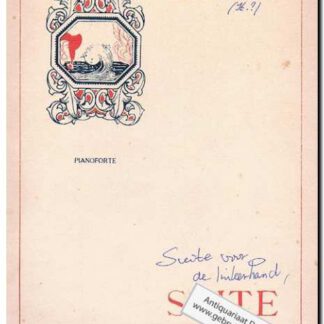 PIANOFORTE
Suite voor
de linkerhand,
SUITE
Antiquariaat D
www.gebr